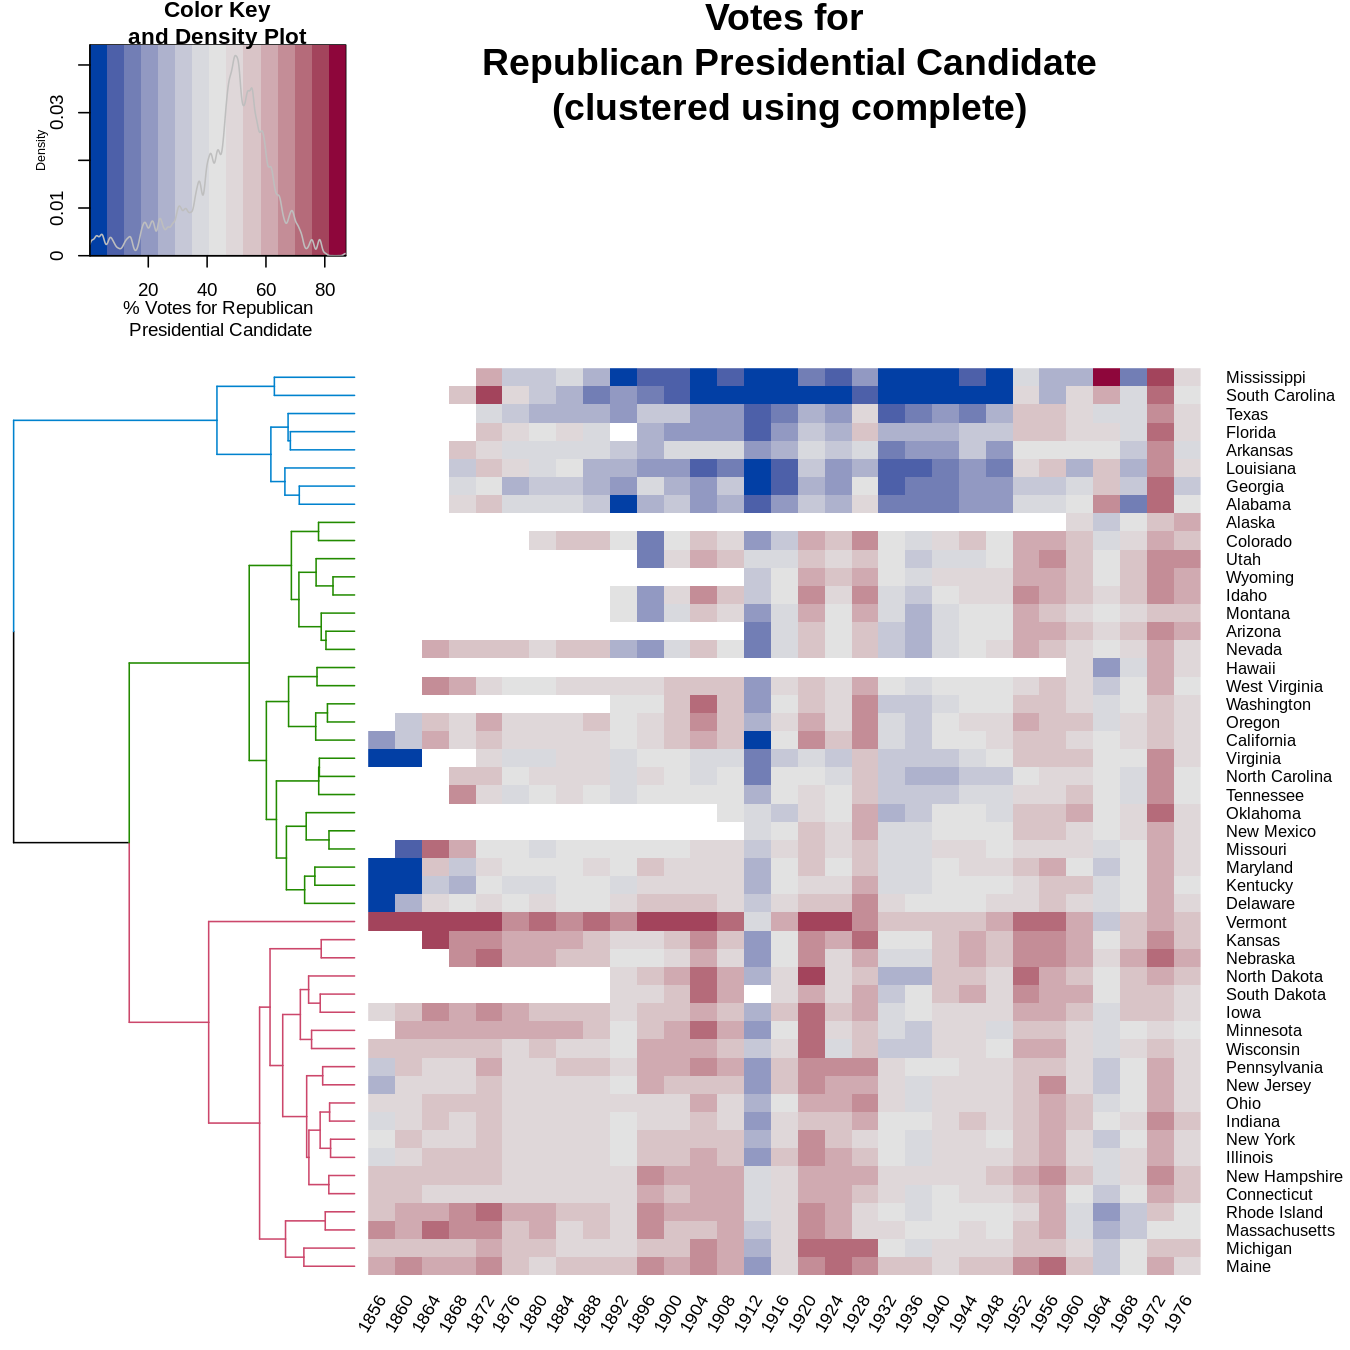 Color Key
and Density Plot
Votes for
Republican Presidential Candidate
(clustered using complete)
Density
0.03
0.01
0
20 40 60 80
% Votes for Republican
Presidential Candidate
Mississippi
South Carolina
Texas
Florida
Arkansas
Louisiana
Georgia
Alabama
Alaska
Colorado
Utah
Wyoming
Idaho
Montana
Arizona
Nevada
Hawaii
West Virginia
Washington
Oregon
California
Virginia
North Carolina
Tennessee
Oklahoma
New Mexico
Missouri
Maryland
Kentucky
Delaware
Vermont
Kansas
Nebraska
North Dakota
South Dakota
Iowa
Minnesota
Wisconsin
Pennsylvania
New Jersey
Ohio
Indiana
New York
Illinois
New Hampshire
Connecticut
Rhode Island
Massachusetts
Michigan
Maine
1856 1860 1864 1868 1872 1876 1880 1884 1888 1892 1896 1900 1904 1908 1912 1916 1920 1924 1928 1932 1936 1940 1944 1948 1952 1956 1960 1964 1968 1972 1976